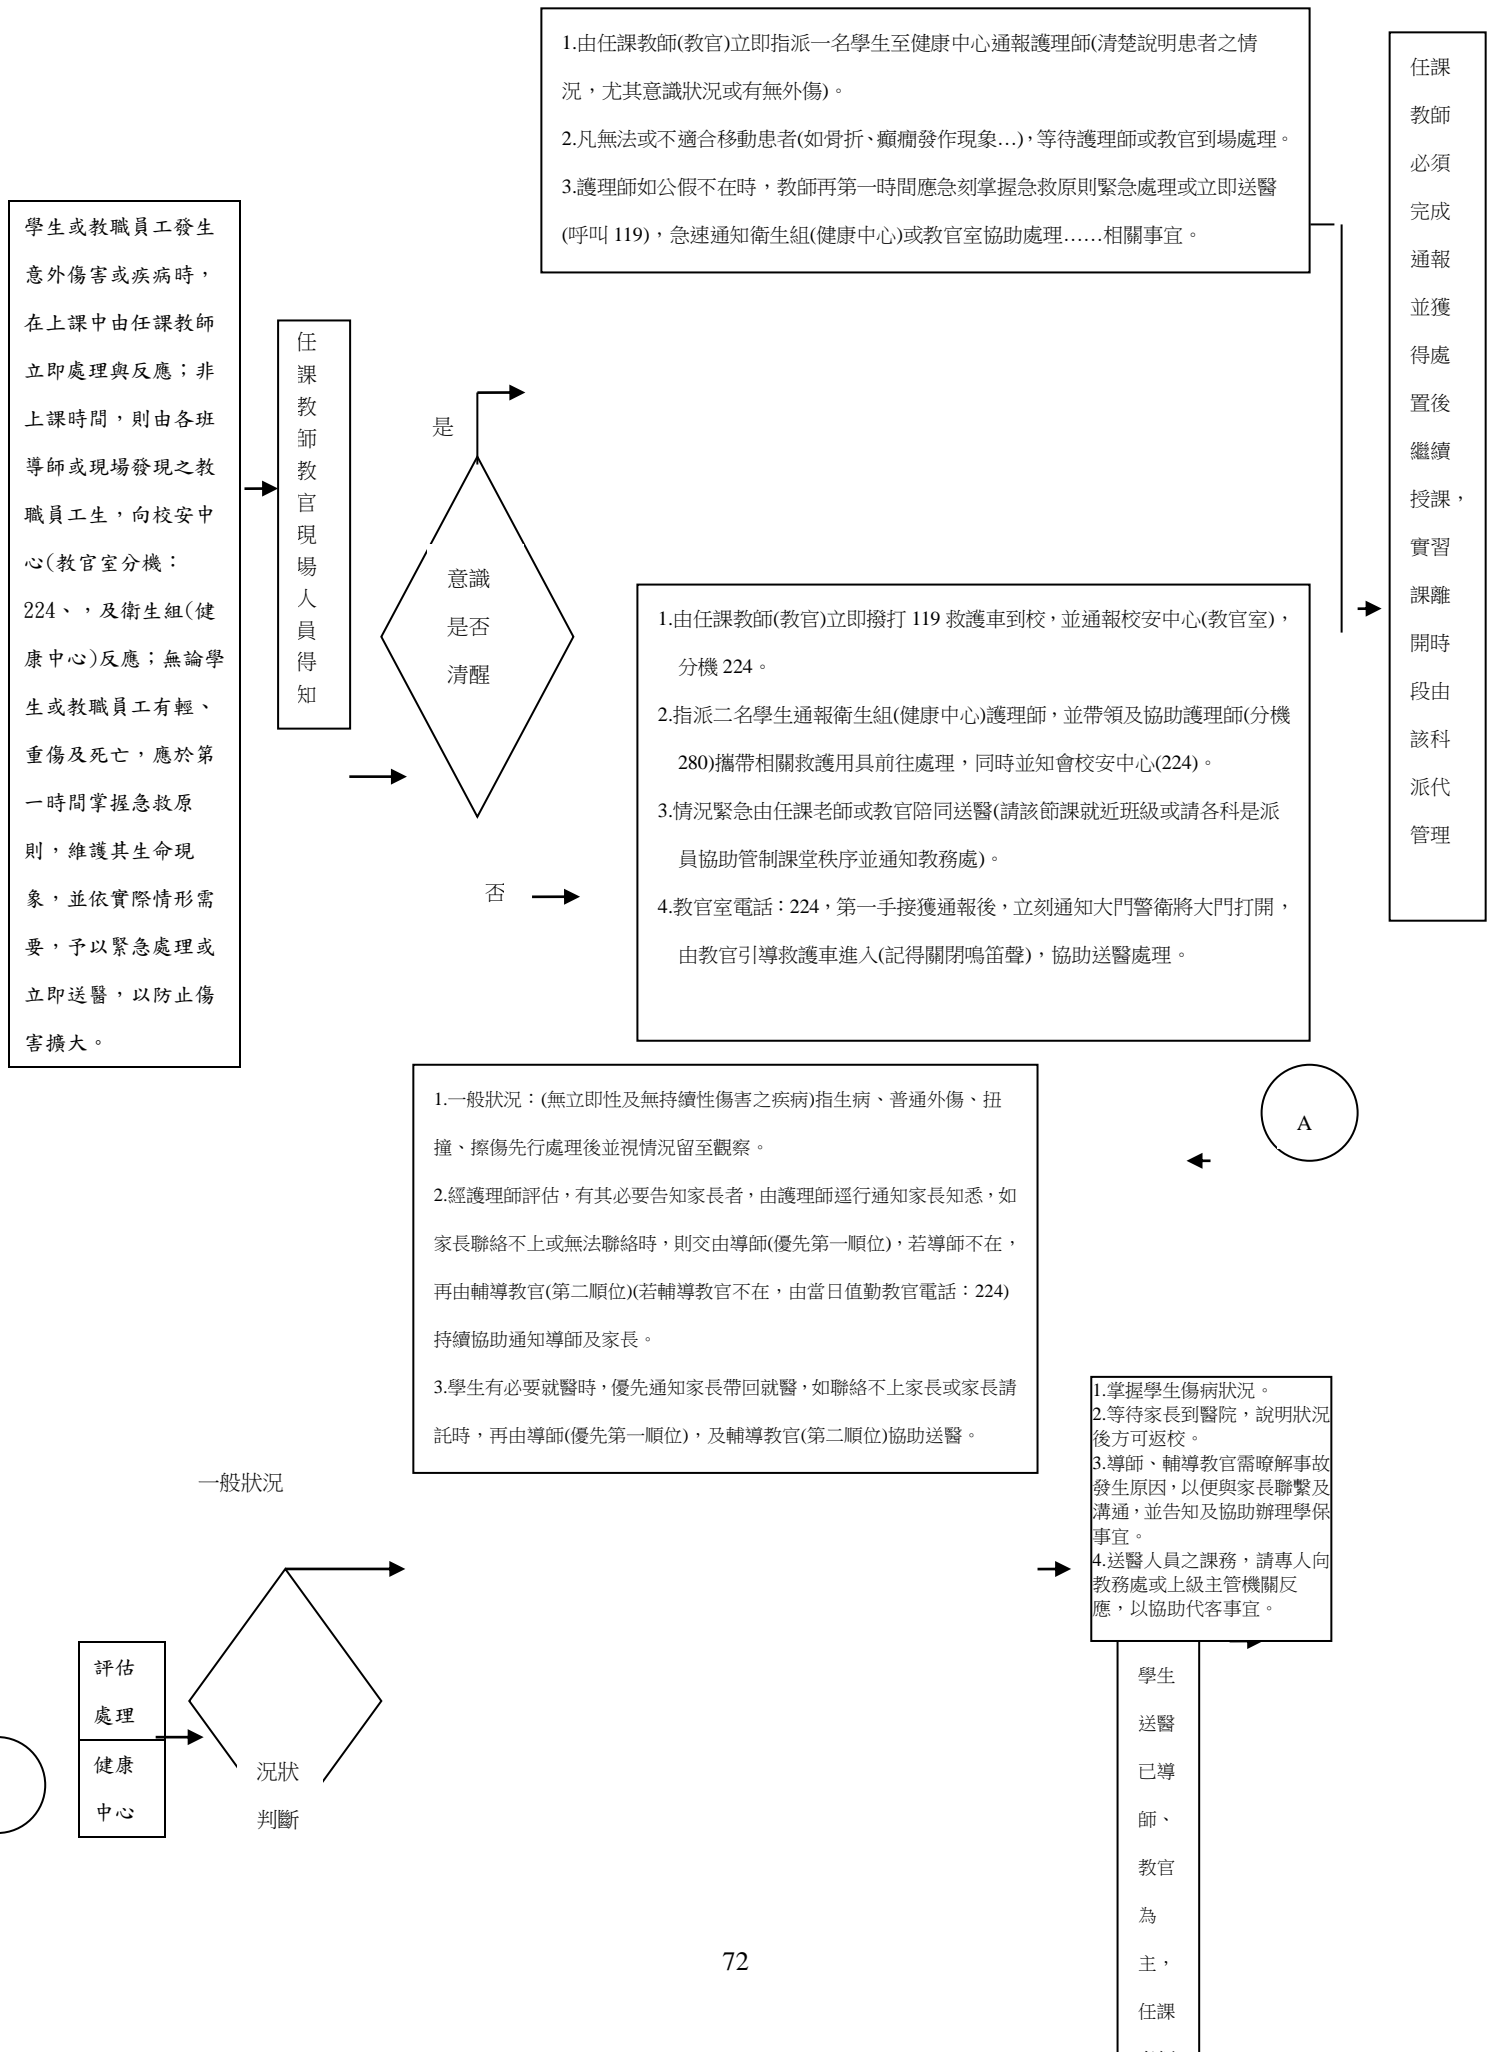 學生或教職員工發生
意外傷害或疾病時，
在上課中由任課教師
立即處理與反應；非
上課時間，則由各班
導師或現場發現之教
職員工生，向校安中
心(教官室分機：
224、，及衛生組(健
康中心)反應；無論學
生或教職員工有輕、
重傷及死亡，應於第
一時間掌握急救原
則，維護其生命現
象，並依實際情形需
要，予以緊急處理或
立即送醫，以防止傷
害擴大。
任
課
教
師
教
官
現
場
人
員
得
知
是
意識
是否
清醒
否
1.由任課教師(教官)立即指派一名學生至健康中心通報護理師(清楚說明患者之情
況，尤其意識狀況或有無外傷)。
2.凡無法或不適合移動患者(如骨折、癲癇發作現象…)，等待護理師或教官到場處理。
3.護理師如公假不在時，教師再第一時間應急刻掌握急救原則緊急處理或立即送醫
(呼叫 119)，急速通知衛生組(健康中心)或教官室協助處理……相關事宜。
1.由任課教師(教官)立即撥打 119 救護車到校，並通報校安中心(教官室)，
分機 224。
2.指派二名學生通報衛生組(健康中心)護理師，並帶領及協助護理師(分機
280)攜帶相關救護用具前往處理，同時並知會校安中心(224)。
3.情況緊急由任課老師或教官陪同送醫(請該節課就近班級或請各科是派
員協助管制課堂秩序並通知教務處)。
4.教官室電話：224，第一手接獲通報後，立刻通知大門警衛將大門打開，
由教官引導救護車進入(記得關閉鳴笛聲)，協助送醫處理。
任課
教師
必須
完成
通報
並獲
得處
置後
繼續
授課，
實習
課離
開時
段由
該科
派代
管理
A
1.一般狀況：(無立即性及無持續性傷害之疾病)指生病、普通外傷、扭
撞、擦傷先行處理後並視情況留至觀察。
2.經護理師評估，有其必要告知家長者，由護理師逕行通知家長知悉，如
家長聯絡不上或無法聯絡時，則交由導師(優先第一順位)，若導師不在，
再由輔導教官(第二順位)(若輔導教官不在，由當日值勤教官電話：224)
持續協助通知導師及家長。
3.學生有必要就醫時，優先通知家長帶回就醫，如聯絡不上家長或家長請
託時，再由導師(優先第一順位)，及輔導教官(第二順位)協助送醫。
一般狀況
評估
處理
健康
中心
況狀
判斷
1.掌握學生傷病狀況。
2.等待家長到醫院，說明狀況
後方可返校。
3.導師、輔導教官需暸解事故
發生原因，以便與家長聯繫及
溝通，並告知及協助辦理學保
事宜。
4.送醫人員之課務，請專人向
教務處或上級主管機關反
應，以協助代客事宜。
學生
送醫
已導
師、
教官
為
主，
任課
72